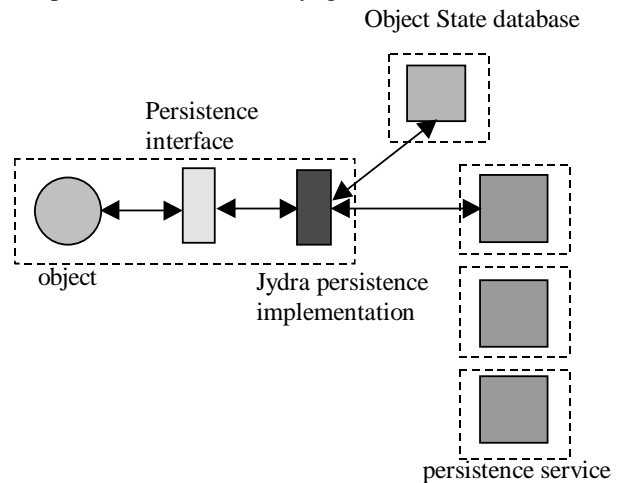 Object State database
Persistence
interface
object
Jydra persistence
implementation
persistence service